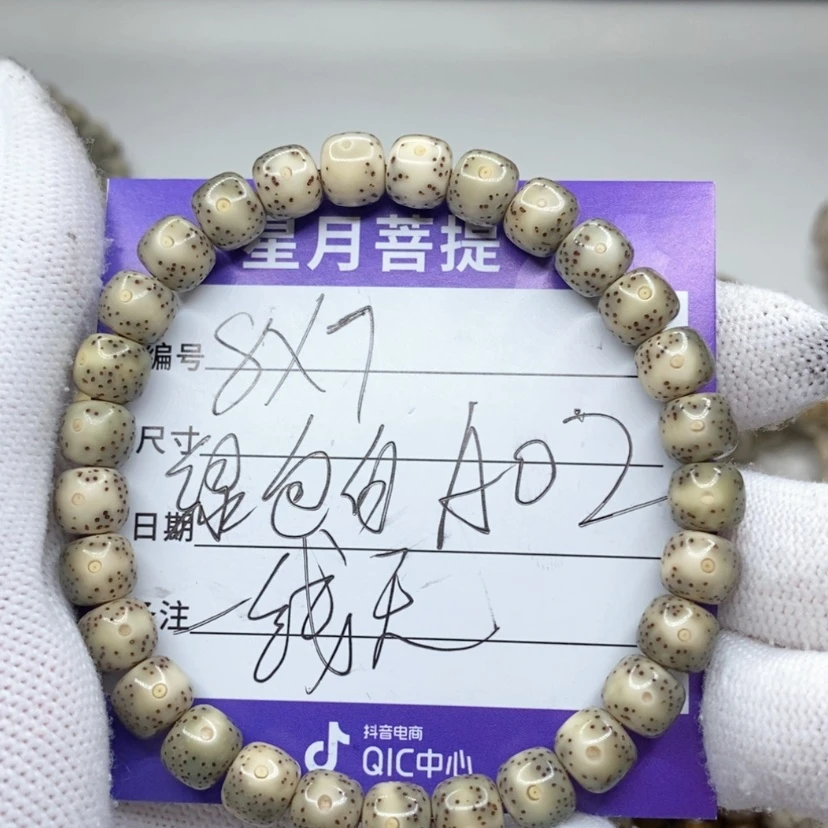 星月菩提
编号 8X7
尺寸
日期 包白 A02
备注 线天
抖音电商
QIC中心